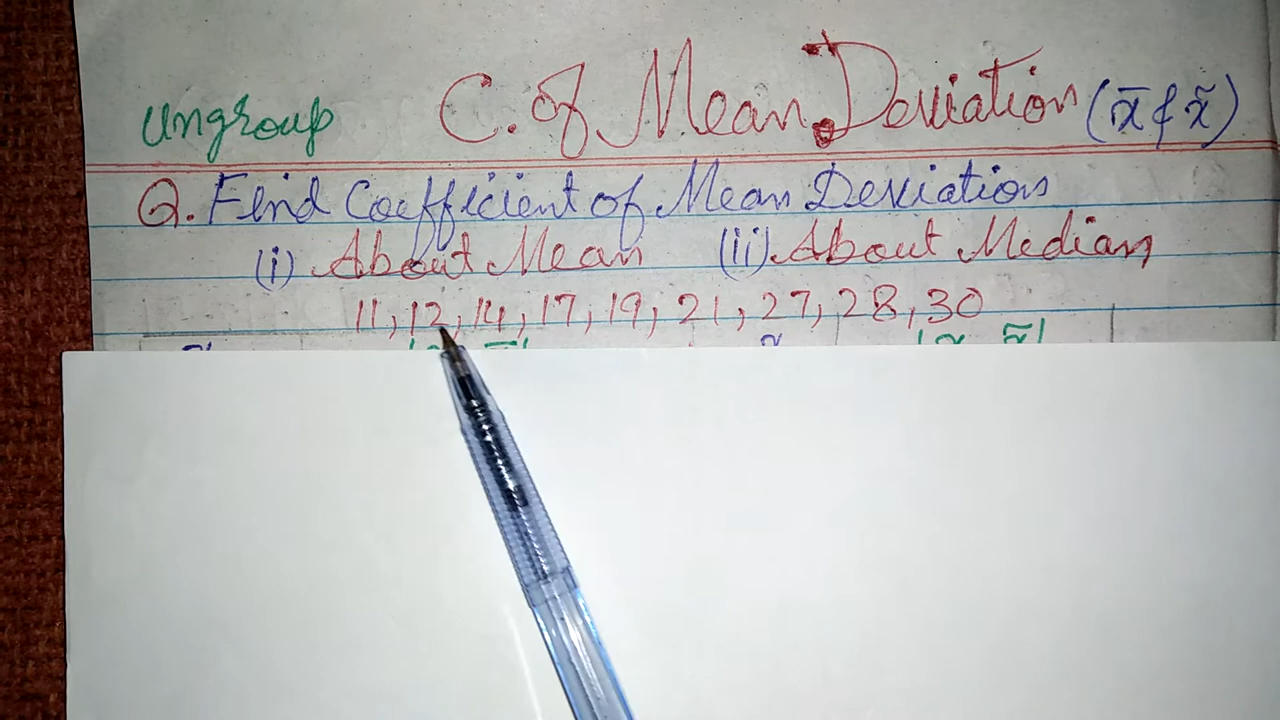 Ungroup C. of Mean Deviation (x̄ & x̃)
Q. Find Coefficient of Mean Deviation
(i) About Mean (ii) About Median
11, 12, 14, 17, 19, 21, 27, 28, 30